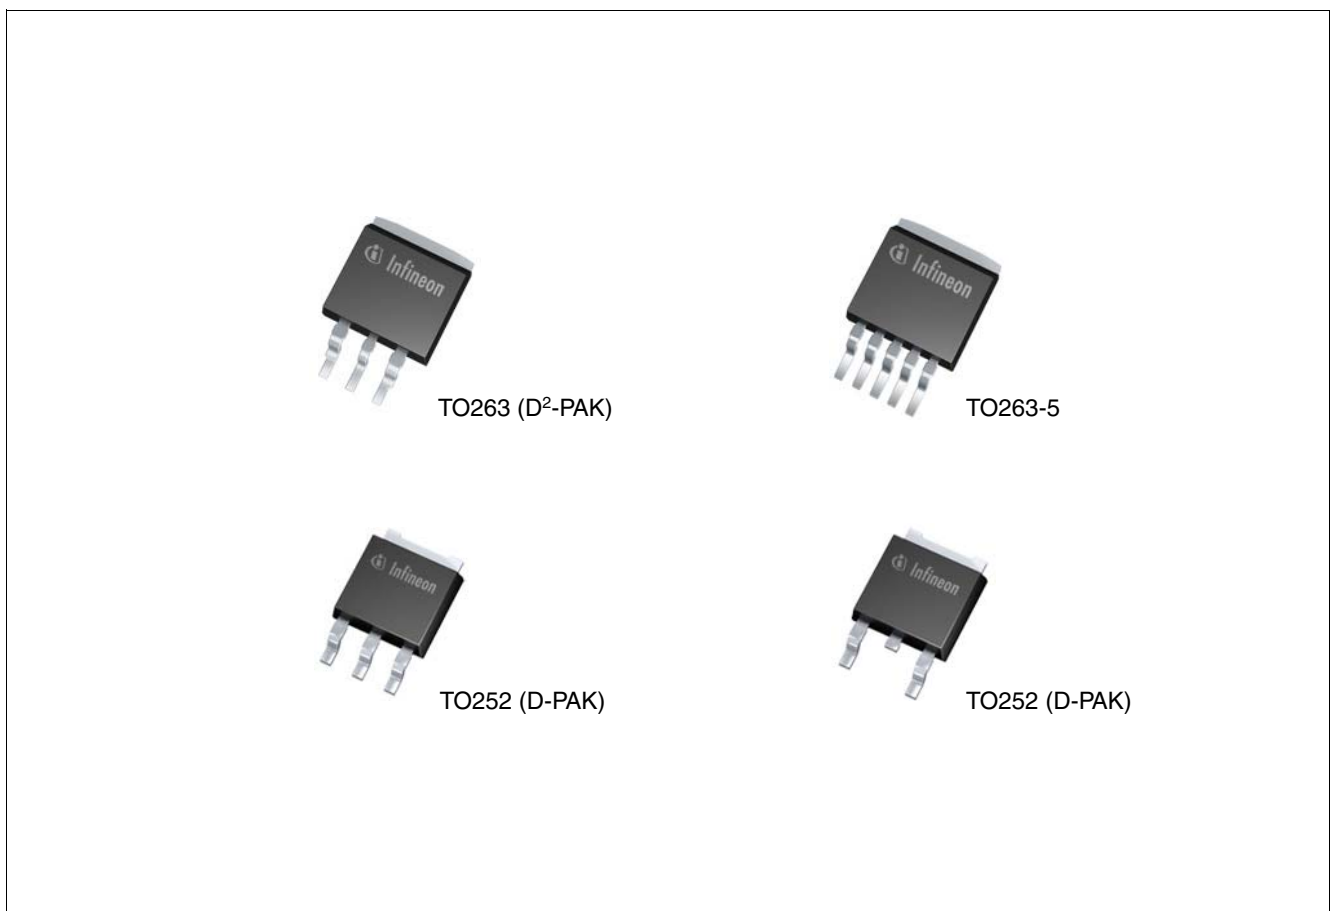 Infineon
Infineon
TO263 (D²-PAK)
TO263-5
Infineon
Infineon
TO252 (D-PAK)
TO252 (D-PAK)